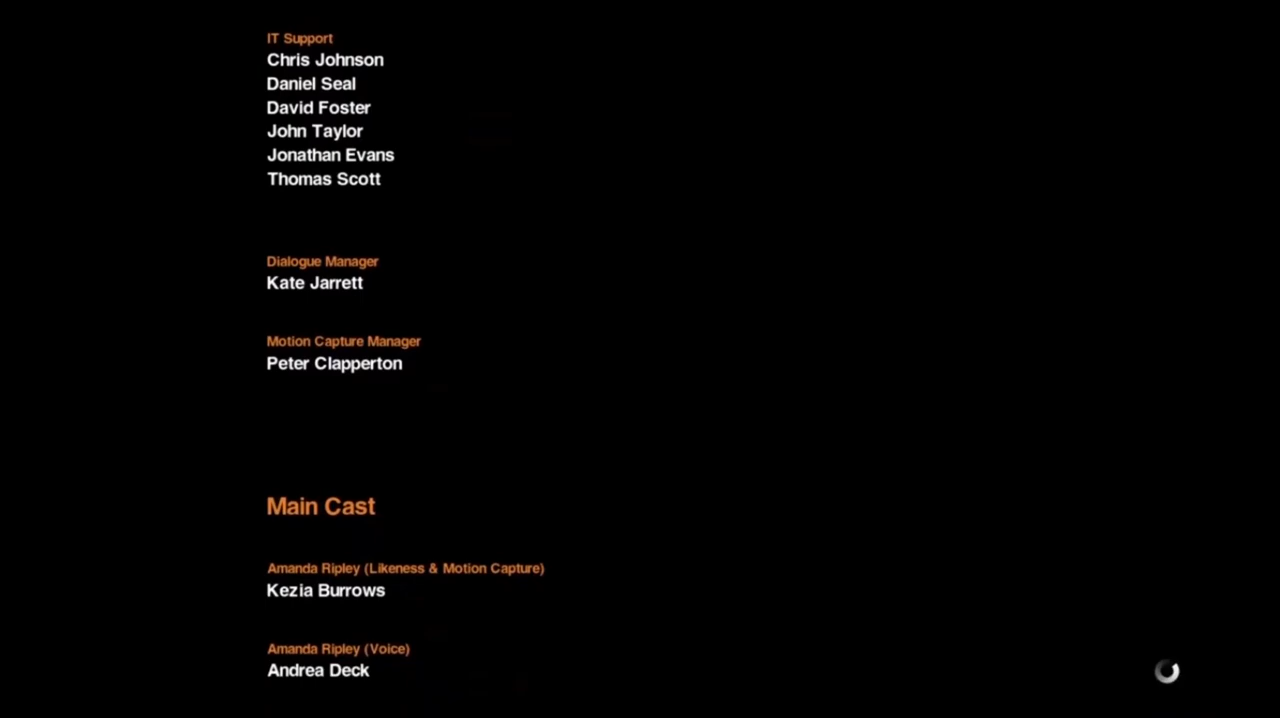 IT Support
Chris Johnson
Daniel Seal
David Foster
John Taylor
Jonathan Evans
Thomas Scott
Dialogue Manager
Kate Jarrett
Motion Capture Manager
Peter Clapperton
Main Cast
Amanda Ripley (Likeness & Motion Capture)
Kezia Burrows
Amanda Ripley (Voice)
Andrea Deck